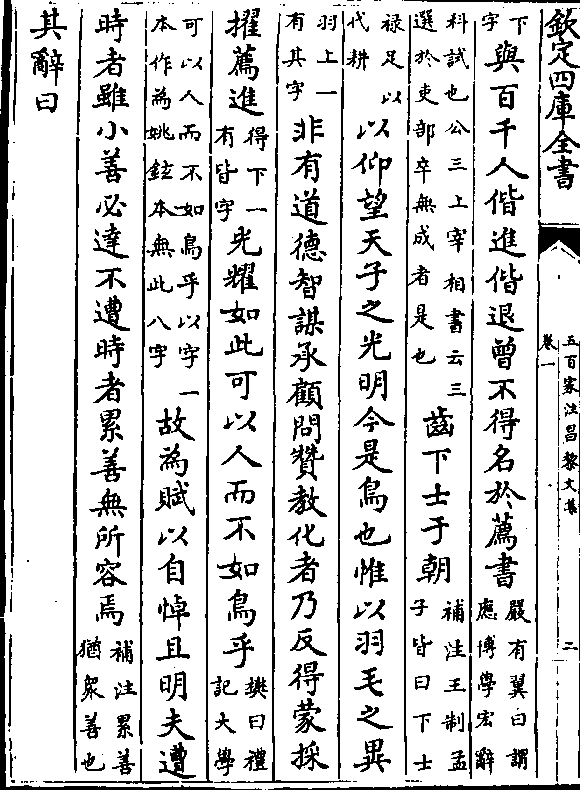 欽定四庫全書
五百家注昌黎文集
卷一
二
下
字
與百千人偕進偕退曾不得名於薦書
嚴有翼曰謂
應博學宏辭
科試也公三上宰相書云三
選於吏部卒無成者是也
齒下士于朝
補注王制孟
子皆曰下士
祿足以
代耕
以仰望天子之光明今是鳥也惟以羽毛之異
羽上一
有其字
非有道德智謀承顧問贊教化者乃反得蒙採
擢薦進
得下一
有皆字
光耀如此可以人而不如鳥乎
樊曰禮
記大學
可以人而不如鳥乎以字一
本作為姚鉉本無此八字
故為賦以自悼且明夫遭
時者雖小善必達不遭時者累善無所容焉
補注累善
猶衆善也
其辭曰